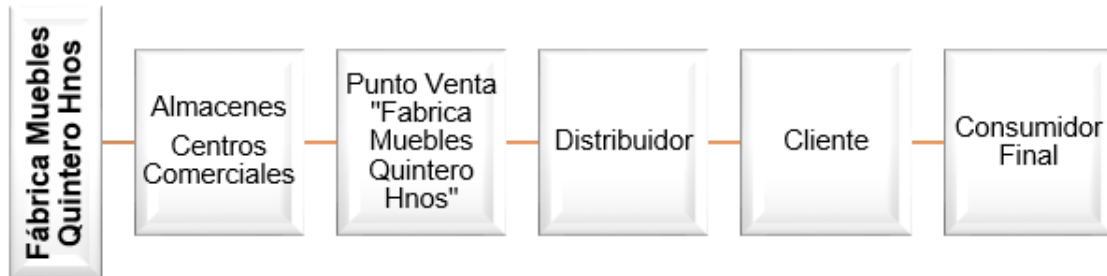 Fábrica Muebles
Quintero Hnos
Almacenes
Centros
Comerciales
Punto Venta
"Fabrica
Muebles
Quintero
Hnos"
Distribuidor
Cliente
Consumidor
Final